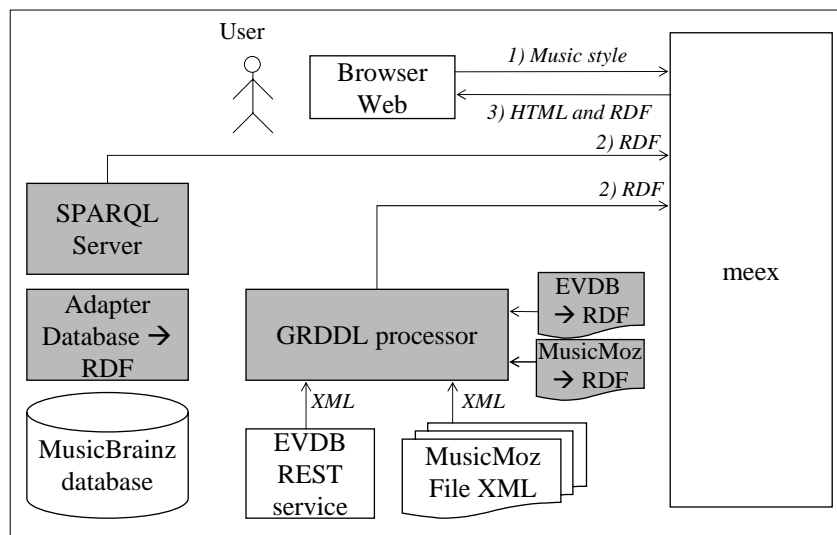 User
Browser
Web
1) Music style
3) HTML and RDF
2) RDF
2) RDF
SPARQL
Server
meex
Adapter
Database →
RDF
GRDDL processor
EVDB
→ RDF
MusicMoz
→ RDF
XML
XML
MusicBrainz
database
EVDB
REST
service
MusicMoz
File XML